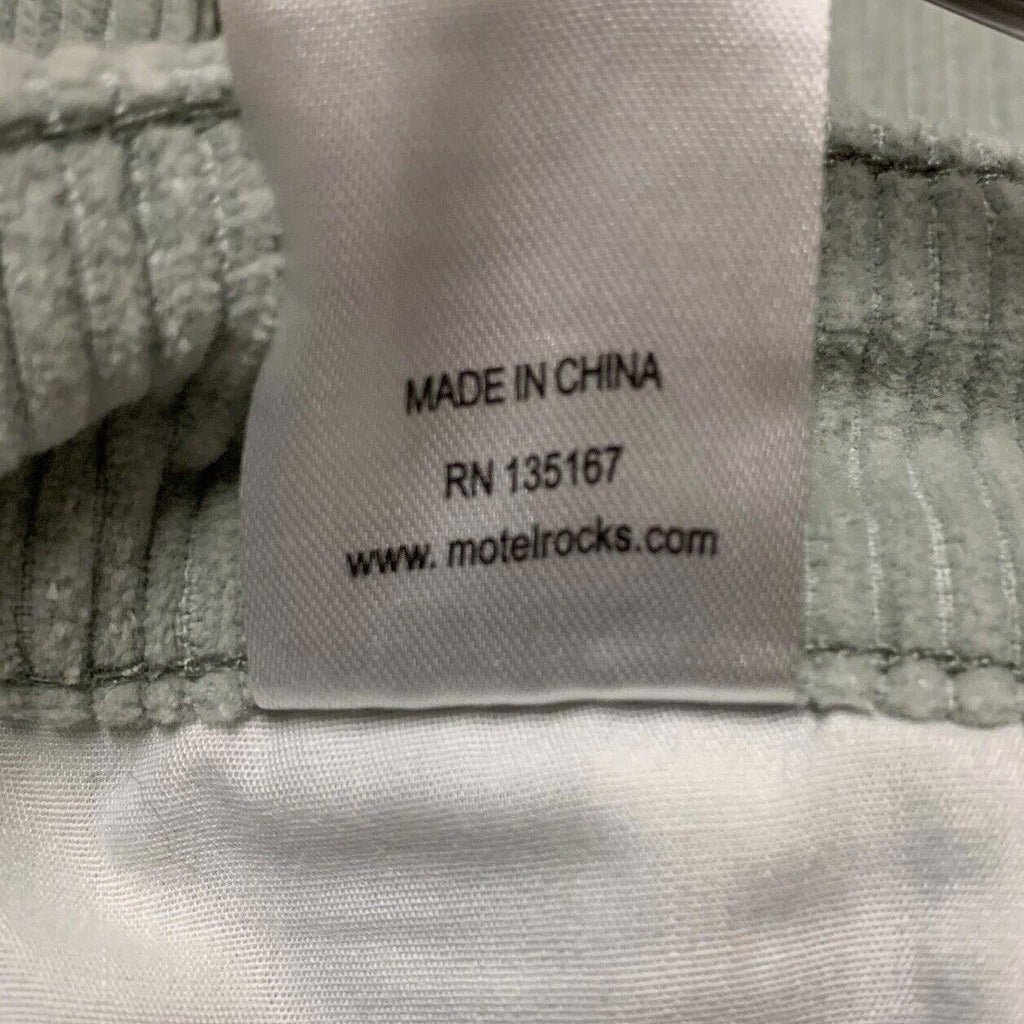 MADE IN CHINA
RN 135167
www. motelrocks.com